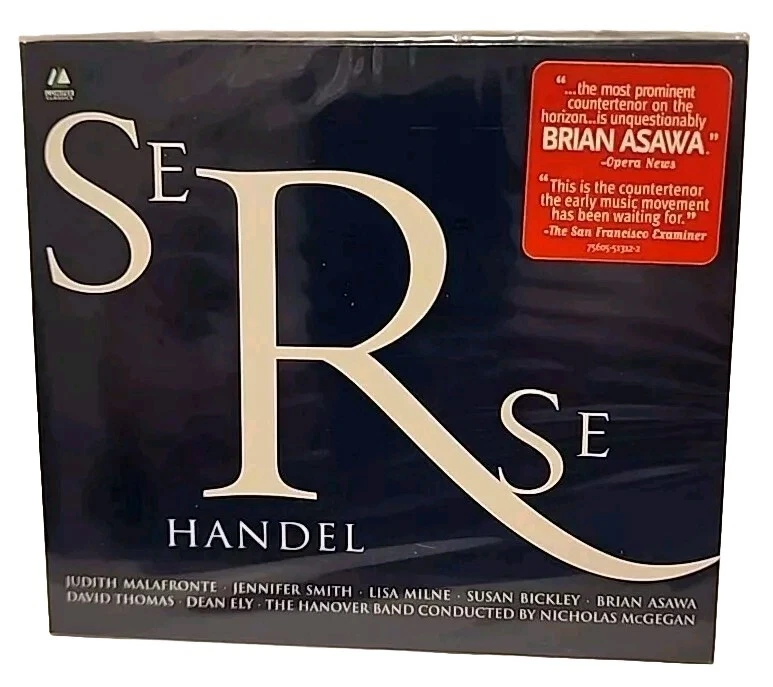 CONIFER
CLASSICS
SERSE
HANDEL
"...the most prominent
countertenor on the
horizon...is unquestionably
BRIAN ASAWA."
-Opera News
"This is the countertenor
the early music movement
has been waiting for."
-The San Francisco Examiner
75605-51312-2
JUDITH MALAFRONTE · JENNIFER SMITH · LISA MILNE · SUSAN BICKLEY · BRIAN ASAWA
DAVID THOMAS · DEAN ELY · THE HANOVER BAND CONDUCTED BY NICHOLAS McGEGAN